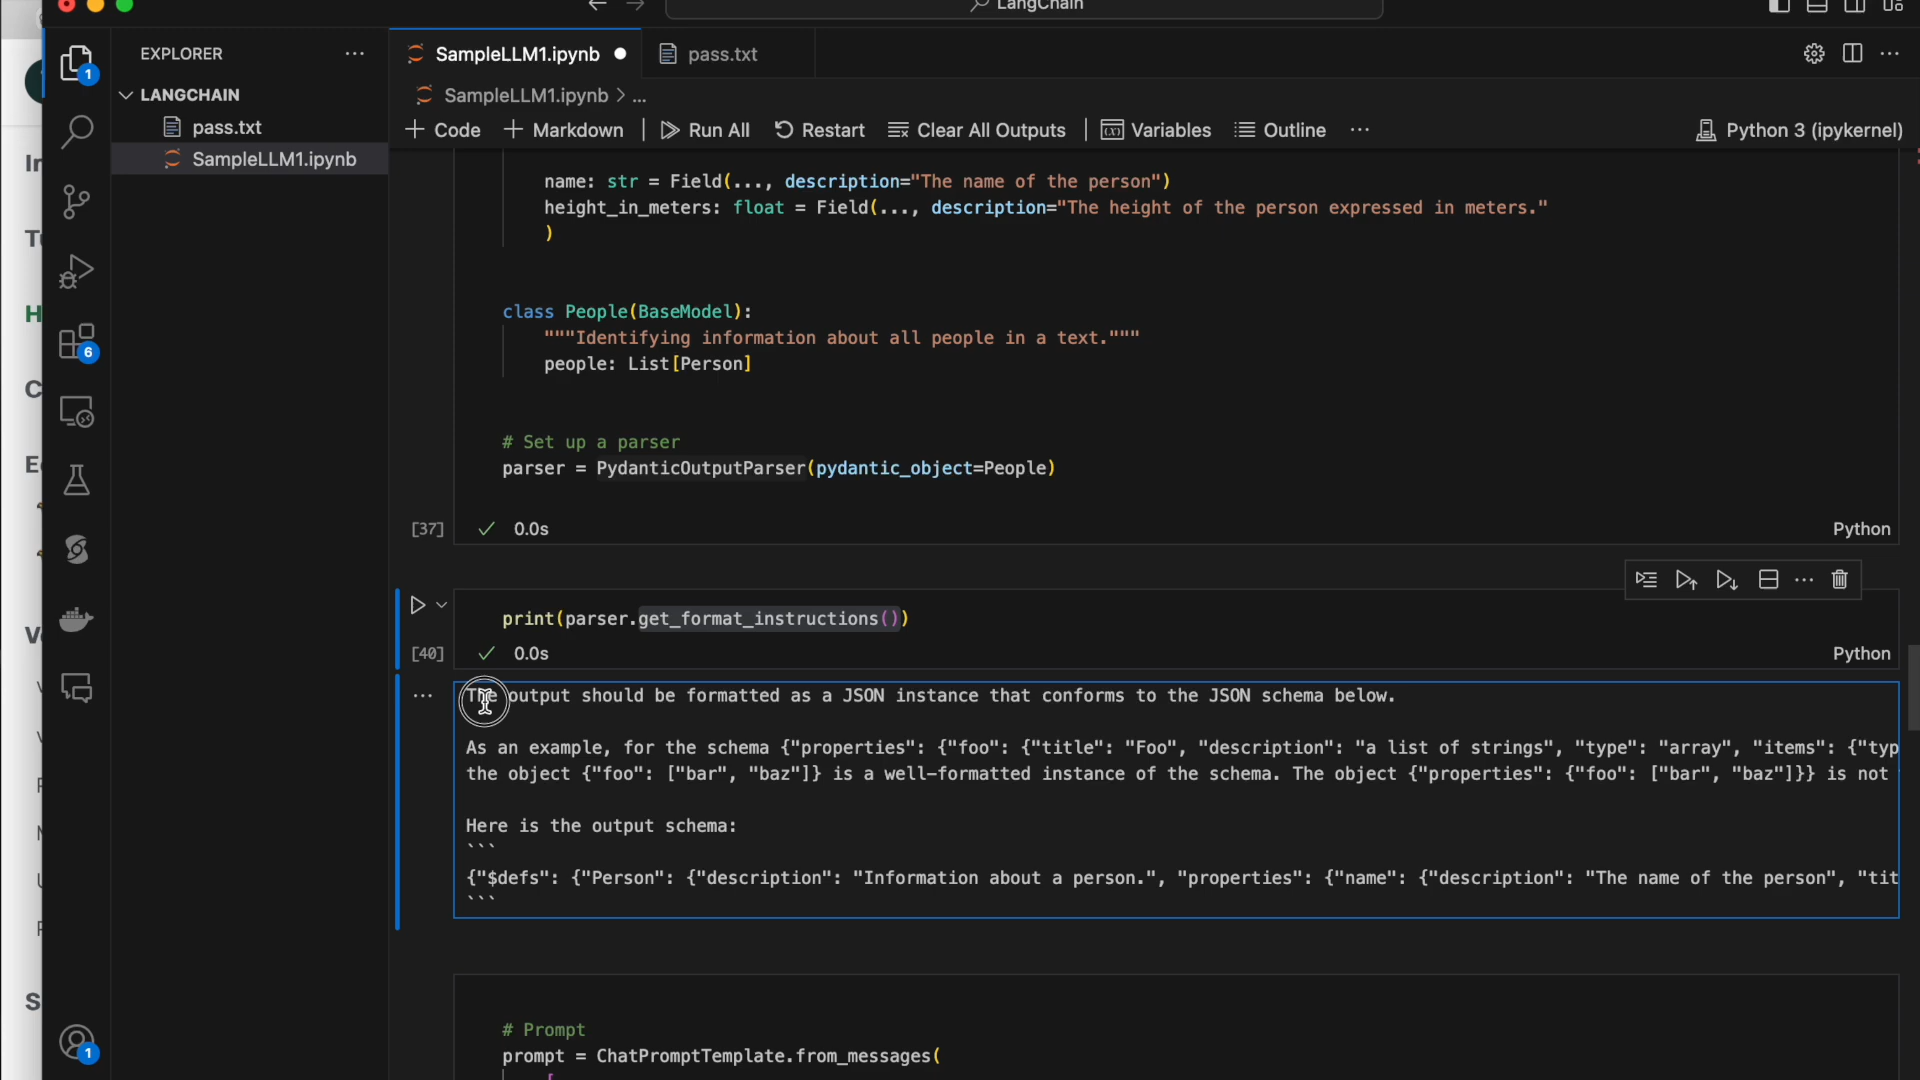 LangChain
EXPLORER
SampleLLM1.ipynb
pass.txt
1
LANGCHAIN
pass.txt
SampleLLM1.ipynb
SampleLLM1.ipynb > ...
+ Code + Markdown Run All Restart Clear All Outputs Variables Outline ... Python 3 (ipykernel)
name: str = Field(..., description="The name of the person")
height_in_meters: float = Field(..., description="The height of the person expressed in meters."
)
class People(BaseModel):
"""Identifying information about all people in a text."""
people: List[Person]
6
# Set up a parser
parser = PydanticOutputParser(pydantic_object=People)
[37] 0.0s Python
print(parser.get_format_instructions())
[40] 0.0s Python
The output should be formatted as a JSON instance that conforms to the JSON schema below.
As an example, for the schema {"properties": {"foo": {"title": "Foo", "description": "a list of strings", "type": "array", "items": {"typ
the object {"foo": ["bar", "baz"]} is a well-formatted instance of the schema. The object {"properties": {"foo": ["bar", "baz"]}} is not
Here is the output schema:
```
{"$defs": {"Person": {"description": "Information about a person.", "properties": {"name": {"description": "The name of the person", "tit
```
# Prompt
prompt = ChatPromptTemplate.from_messages(
[
1